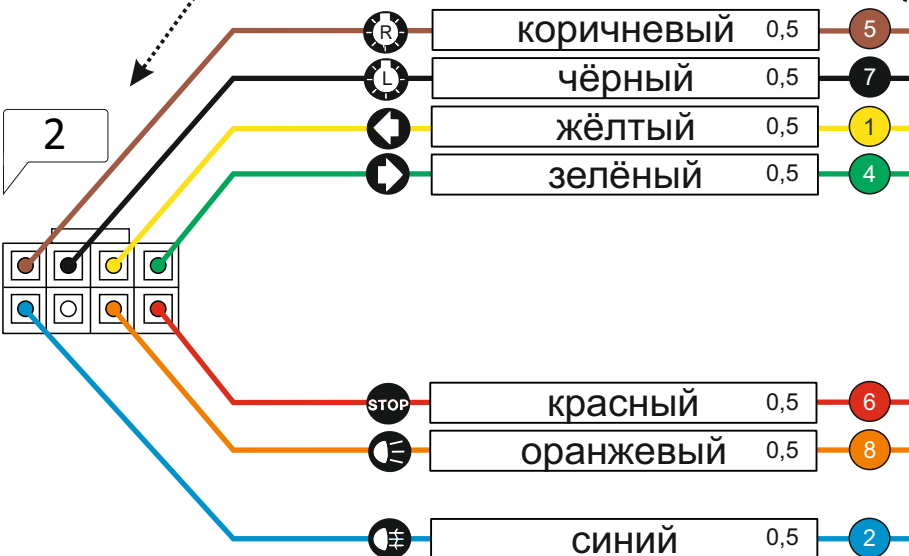 R коричневый 0,5 5
L чёрный 0,5 7
2
жёлтый 0,5 1
зелёный 0,5 4
STOP красный 0,5 6
оранжевый 0,5 8
синий 0,5 2